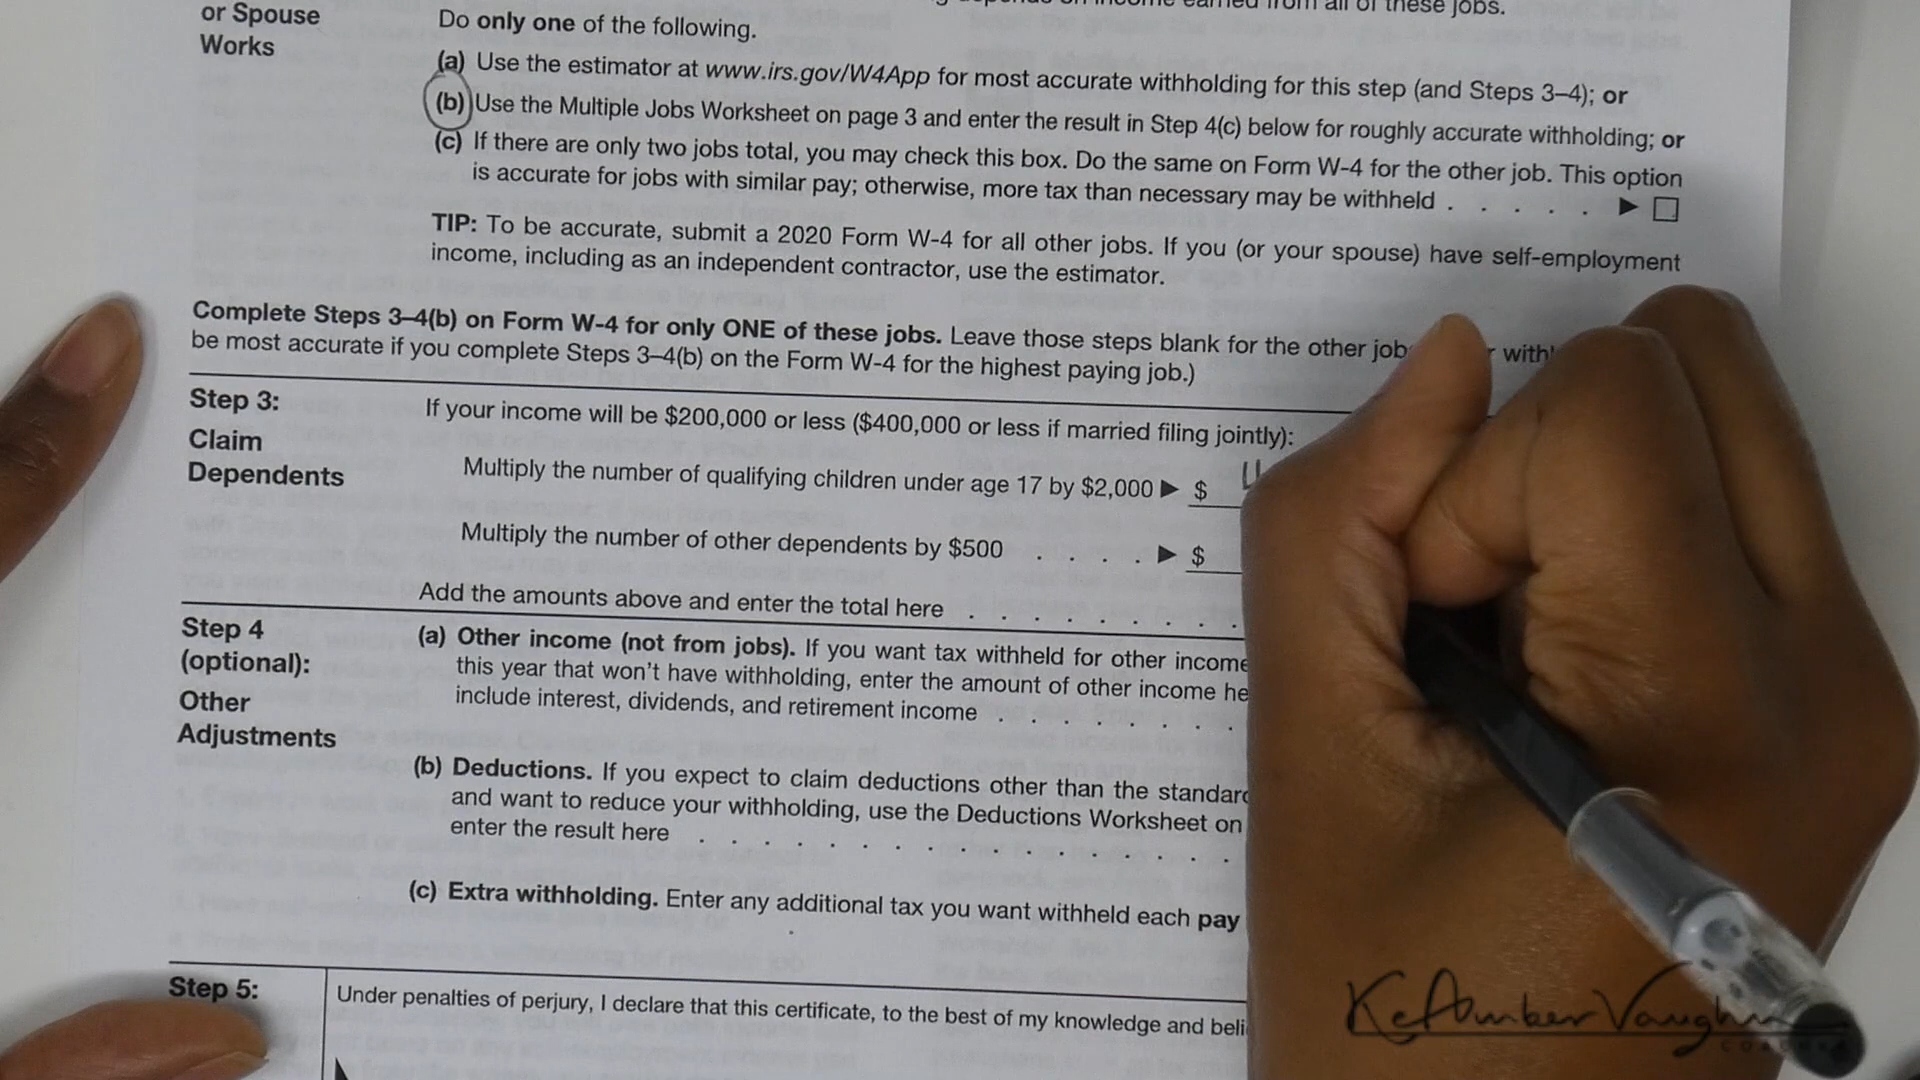 from all of these jobs.
or Spouse
Works
Do only one of the following.
(a) Use the estimator at www.irs.gov/W4App for most accurate withholding for this step (and Steps 3–4); or
(b) Use the Multiple Jobs Worksheet on page 3 and enter the result in Step 4(c) below for roughly accurate withholding; or
(c) If there are only two jobs total, you may check this box. Do the same on Form W-4 for the other job. This option
is accurate for jobs with similar pay; otherwise, more tax than necessary may be withheld . . . . . ▶ □
TIP: To be accurate, submit a 2020 Form W-4 for all other jobs. If you (or your spouse) have self-employment
income, including as an independent contractor, use the estimator.
Complete Steps 3–4(b) on Form W-4 for only ONE of these jobs. Leave those steps blank for the other
be most accurate if you complete Steps 3–4(b) on the Form W-4 for the highest paying job.)
Step 3:
Claim
Dependents
If your income will be $200,000 or less ($400,000 or less if married filing jointly):
Multiply the number of qualifying children under age 17 by $2,000 ▶ $
Multiply the number of other dependents by $500 . . . . ▶ $
Add the amounts above and enter the total here . . . . . . . . .
Step 4
(optional):
Other
Adjustments
(a) Other income (not from jobs). If you want tax withheld for other income
this year that won't have withholding, enter the amount of other income
include interest, dividends, and retirement income . . . . . . . .
(b) Deductions. If you expect to claim deductions other than the
and want to reduce your withholding, use the Deductions Worksheet on
enter the result here . . . . . . . . . . . . . . . . .
(c) Extra withholding. Enter any additional tax you want withheld each pay
Step 5:
Under penalties of perjury, I declare that this certificate, to the best of my knowledge and
KeAmber Vaughn